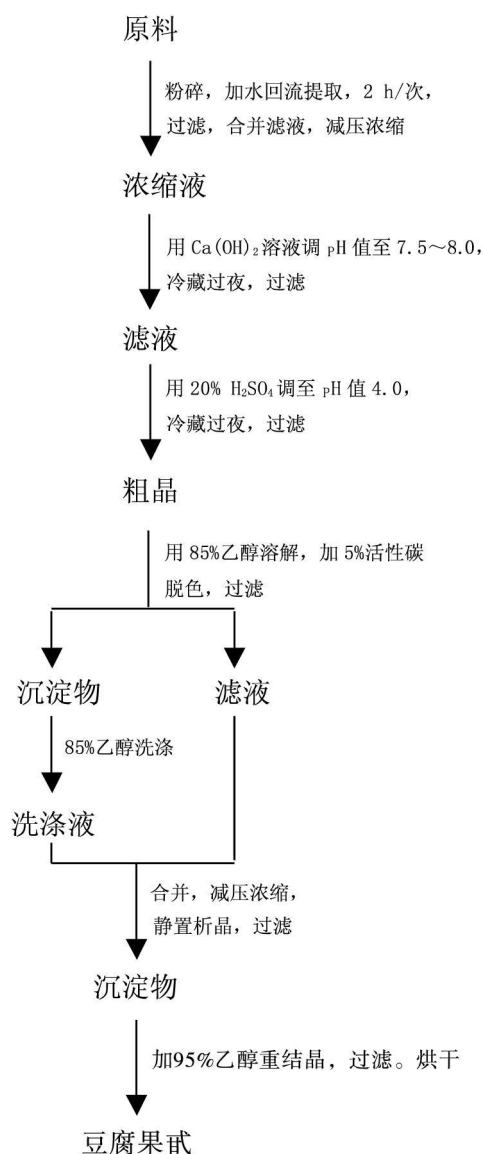 原料
粉碎，加水回流提取，2 h/次，
过滤，合并滤液，减压浓缩
浓缩液
用 Ca(OH)₂溶液调 pH 值至 7.5～8.0，
冷藏过夜，过滤
滤液
用 20% H₂SO₄调至 pH 值 4.0，
冷藏过夜，过滤
粗晶
用 85%乙醇溶解，加 5%活性碳
脱色，过滤
沉淀物
滤液
85%乙醇洗涤
洗涤液
合并，减压浓缩，
静置析晶，过滤
沉淀物
加95%乙醇重结晶，过滤。烘干
豆腐果甙